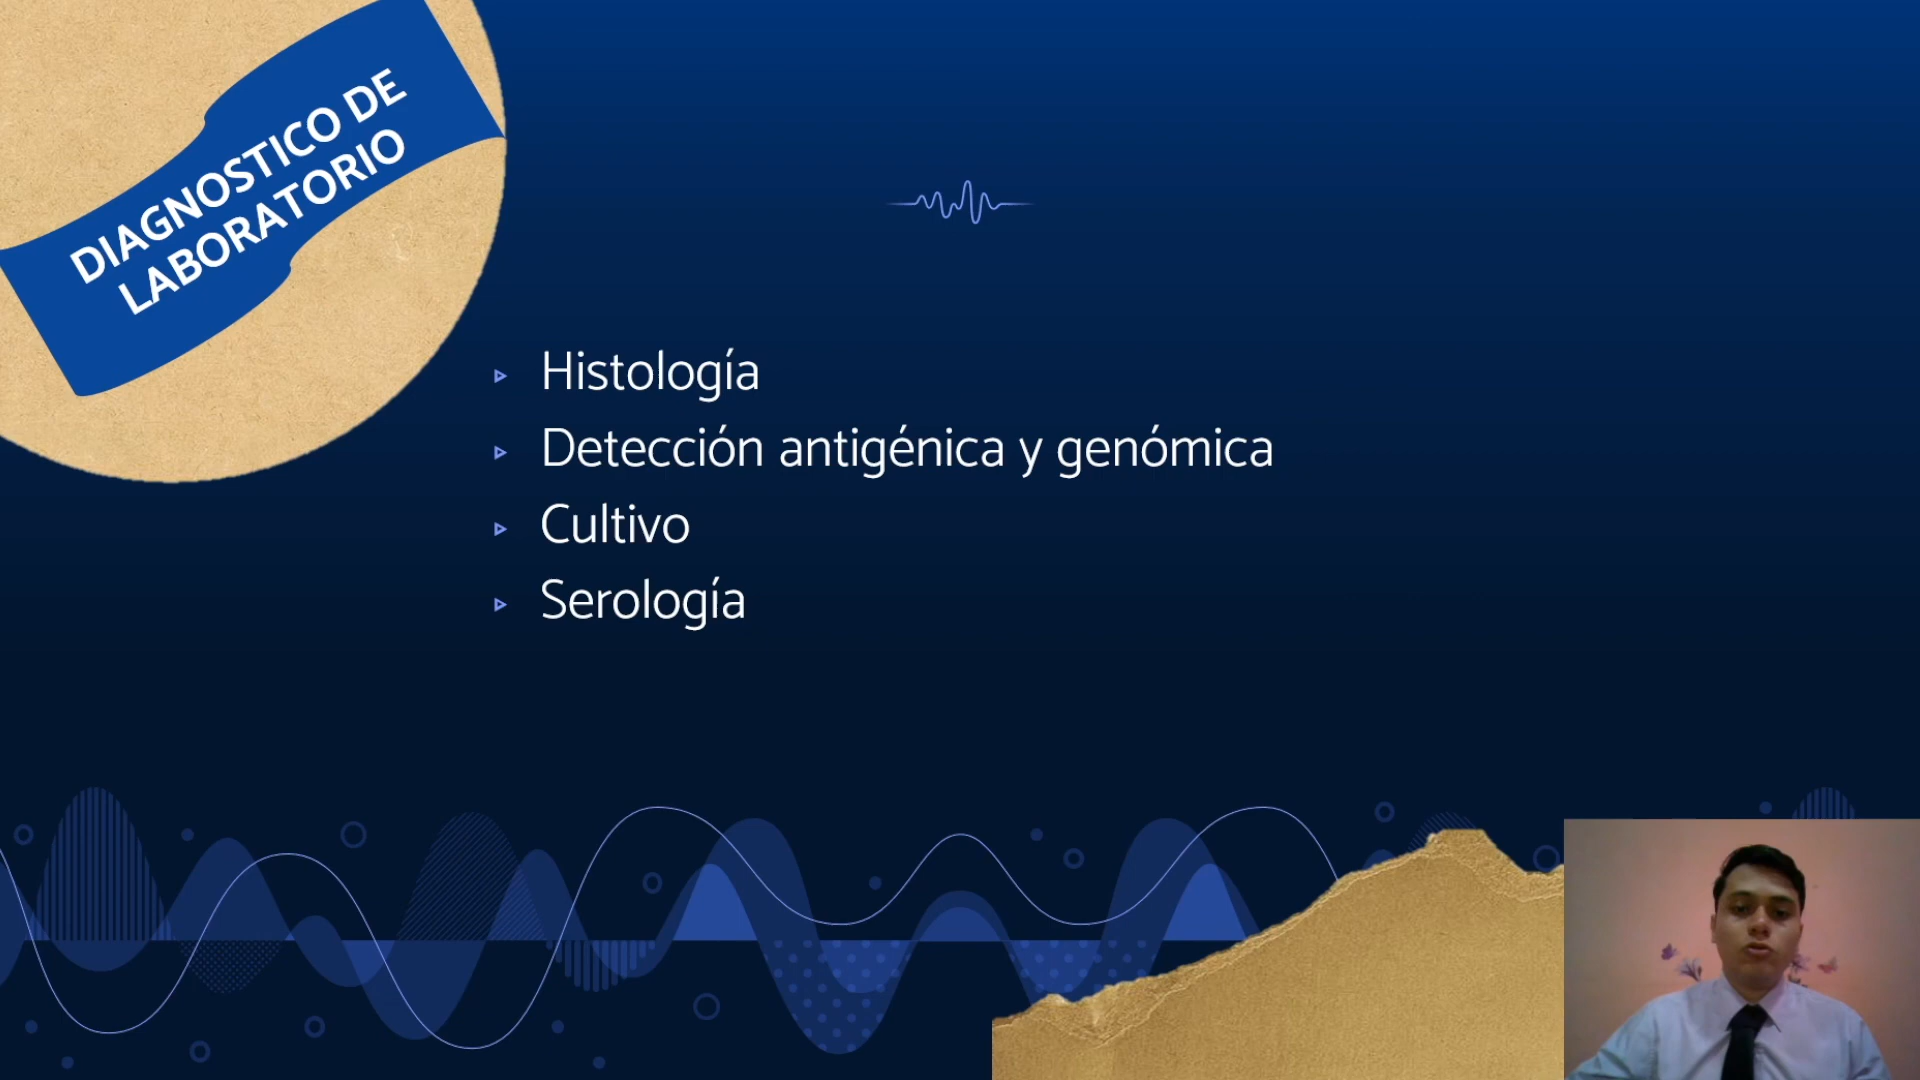 DIAGNOSTICO DE
LABORATORIO
Histología
Detección antigénica y genómica
Cultivo
Serología